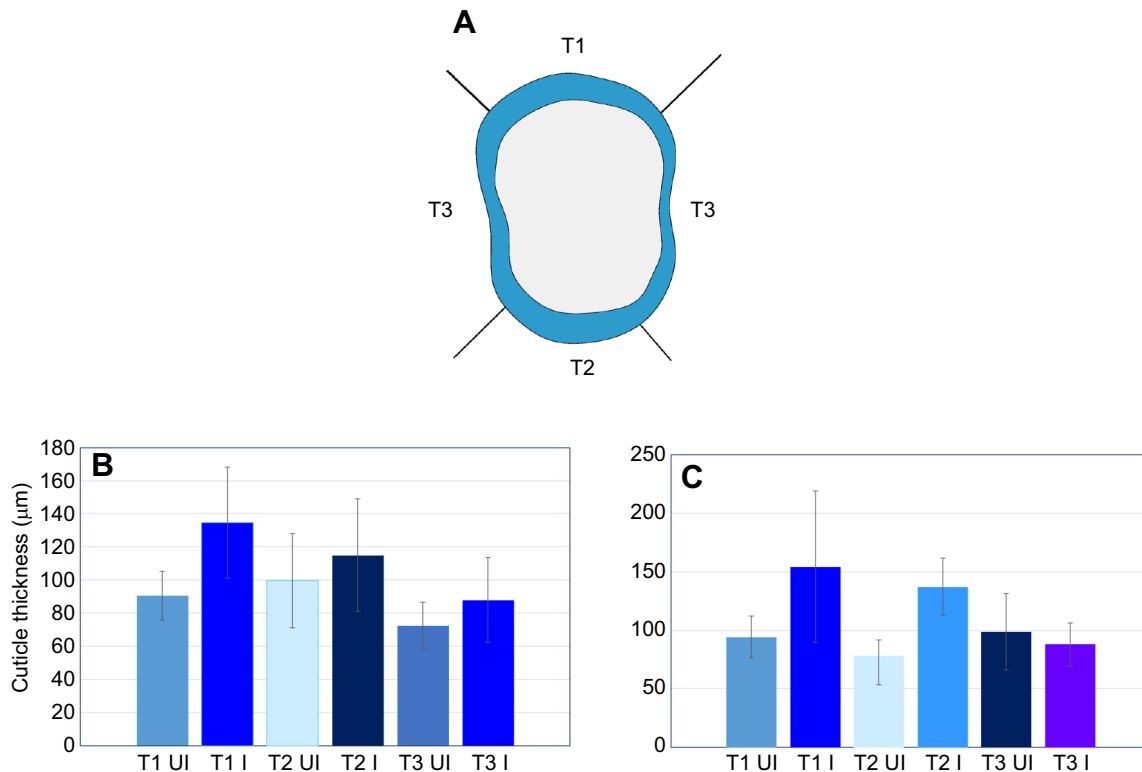 A
T1
T3
T3
T2
B
Cuticle thickness (μm)
180
160
140
120
100
80
60
40
20
0
T1 UI T1 I T2 UI T2 I T3 UI T3 I
C
250
200
150
100
50
0
T1 UI T1 I T2 UI T2 I T3 UI T3 I